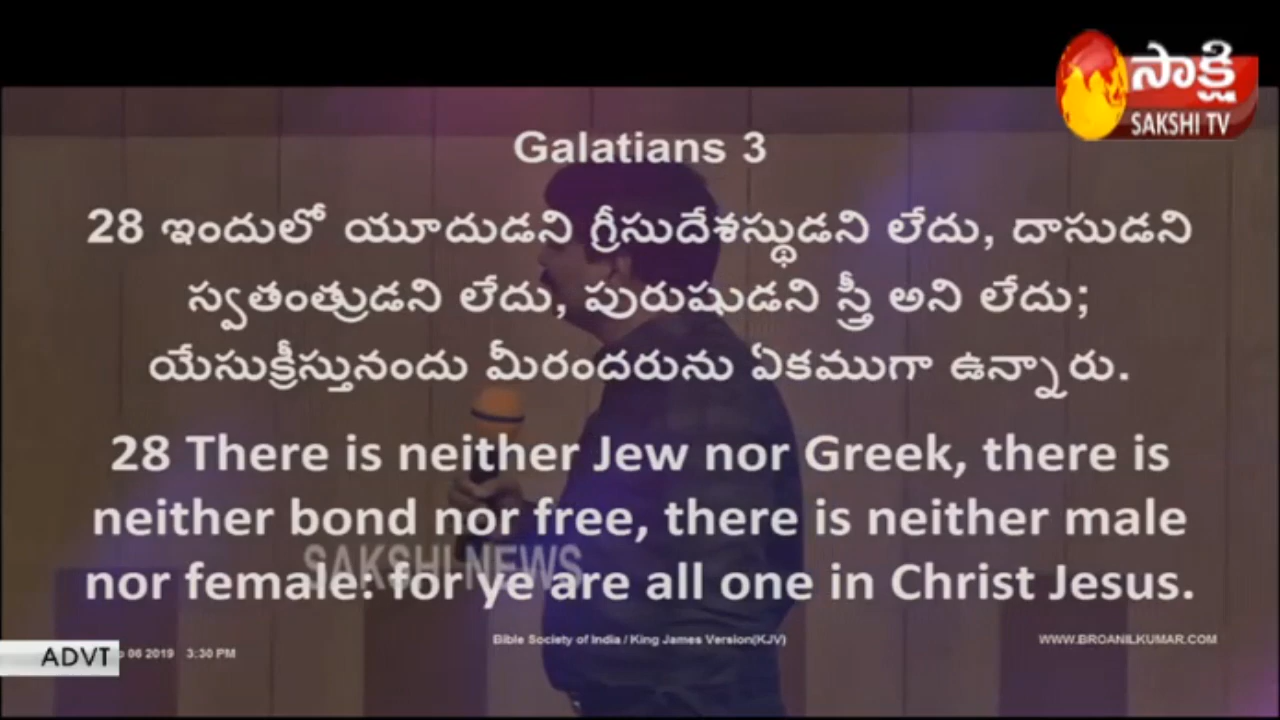 సాక్షి
SAKSHI TV
Galatians 3
28 ఇందులో యూదుడని గ్రీసుదేశస్థుడని లేదు, దాసుడని
స్వతంత్రుడని లేదు, పురుషుడని స్త్రీ అని లేదు;
యేసుక్రీస్తునందు మీరందరును ఏకముగా ఉన్నారు.
28 There is neither Jew nor Greek, there is
neither bond nor free, there is neither male
nor female: for ye are all one in Christ Jesus.
SAKSHI NEWS
Bible Society of India / King James Version(KJV)
WWW.BROANILKUMAR.COM
ADVT
06 2019 3:30 PM